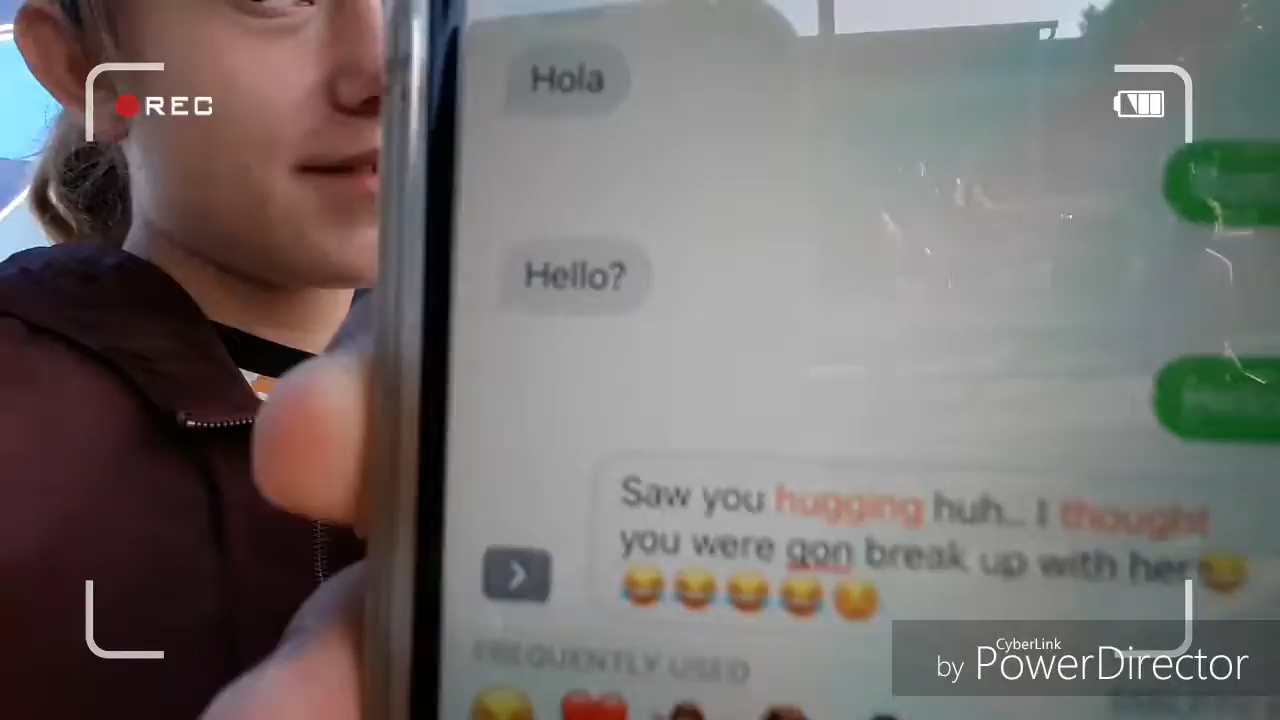 REC
Hola
Hello?
Saw you hugging huh.. I thought
you were gon break up with her😂
😂😂😂😂😂
FREQUENTLY USED
CyberLink
by PowerDirector